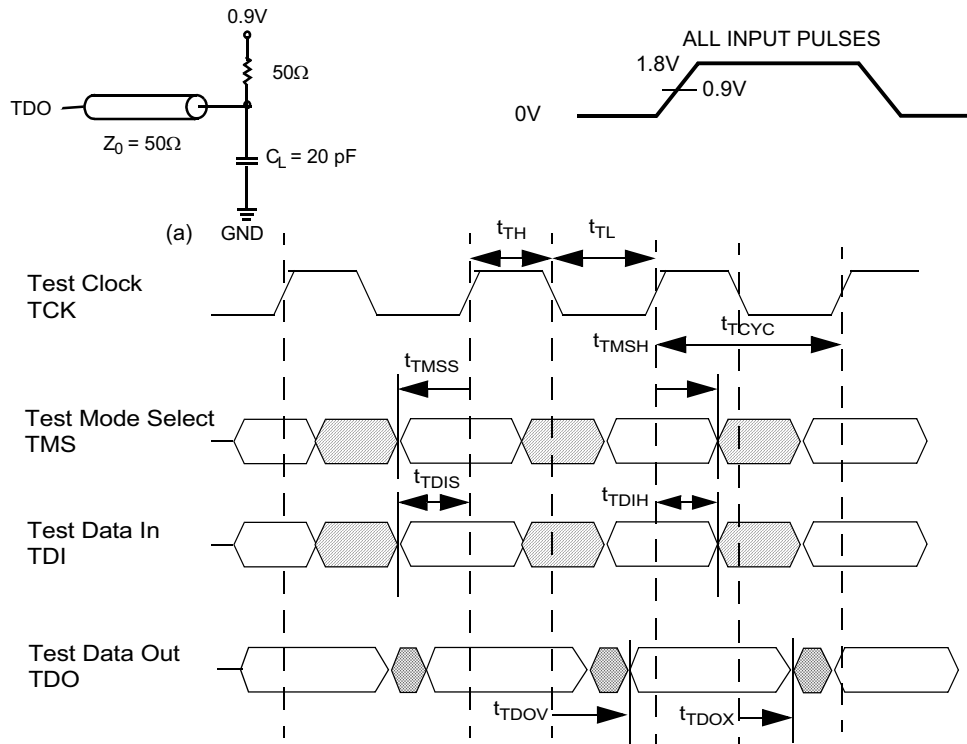 0.9V
50Ω
TDO
Z0 = 50Ω
CL = 20 pF
(a)
GND
ALL INPUT PULSES
1.8V
0.9V
0V
tTH
tTL
Test Clock
TCK
tTCYC
tTMSH
tTMSS
Test Mode Select
TMS
tTDIS
tTDIH
Test Data In
TDI
Test Data Out
TDO
tTDOV
tTDOX